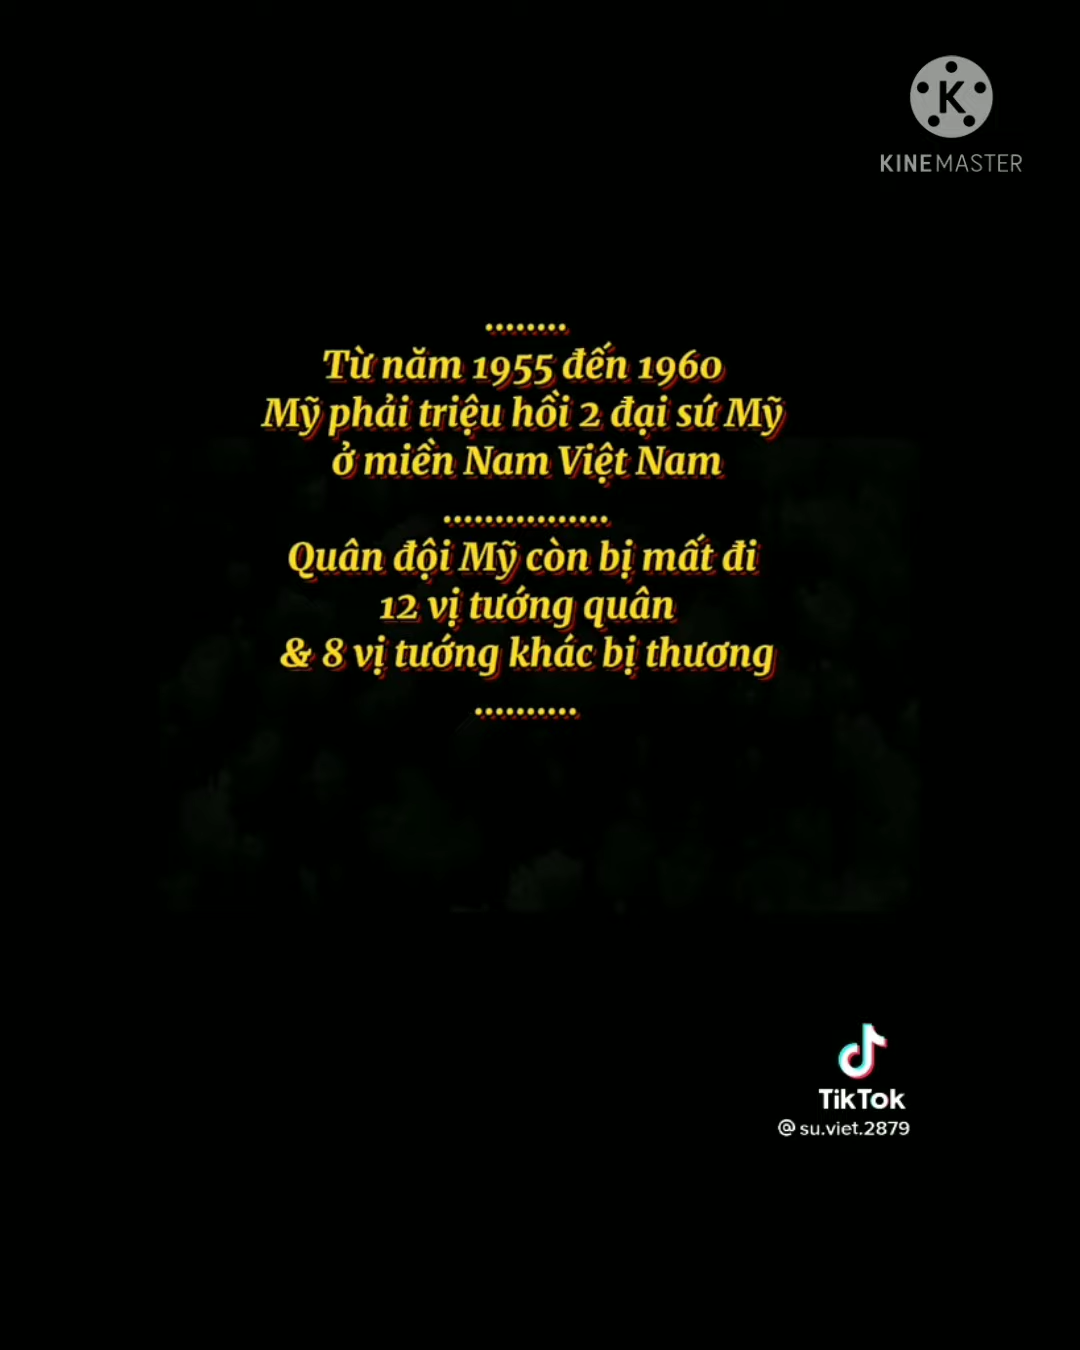 K
KINEMASTER
........
Từ năm 1955 đến 1960
Mỹ phải triệu hồi 2 đại sứ Mỹ
ở miền Nam Việt Nam
................
Quân đội Mỹ còn bị mất đi
12 vị tướng quân
& 8 vị tướng khác bị thương
..........
TikTok
@su.viet.2879